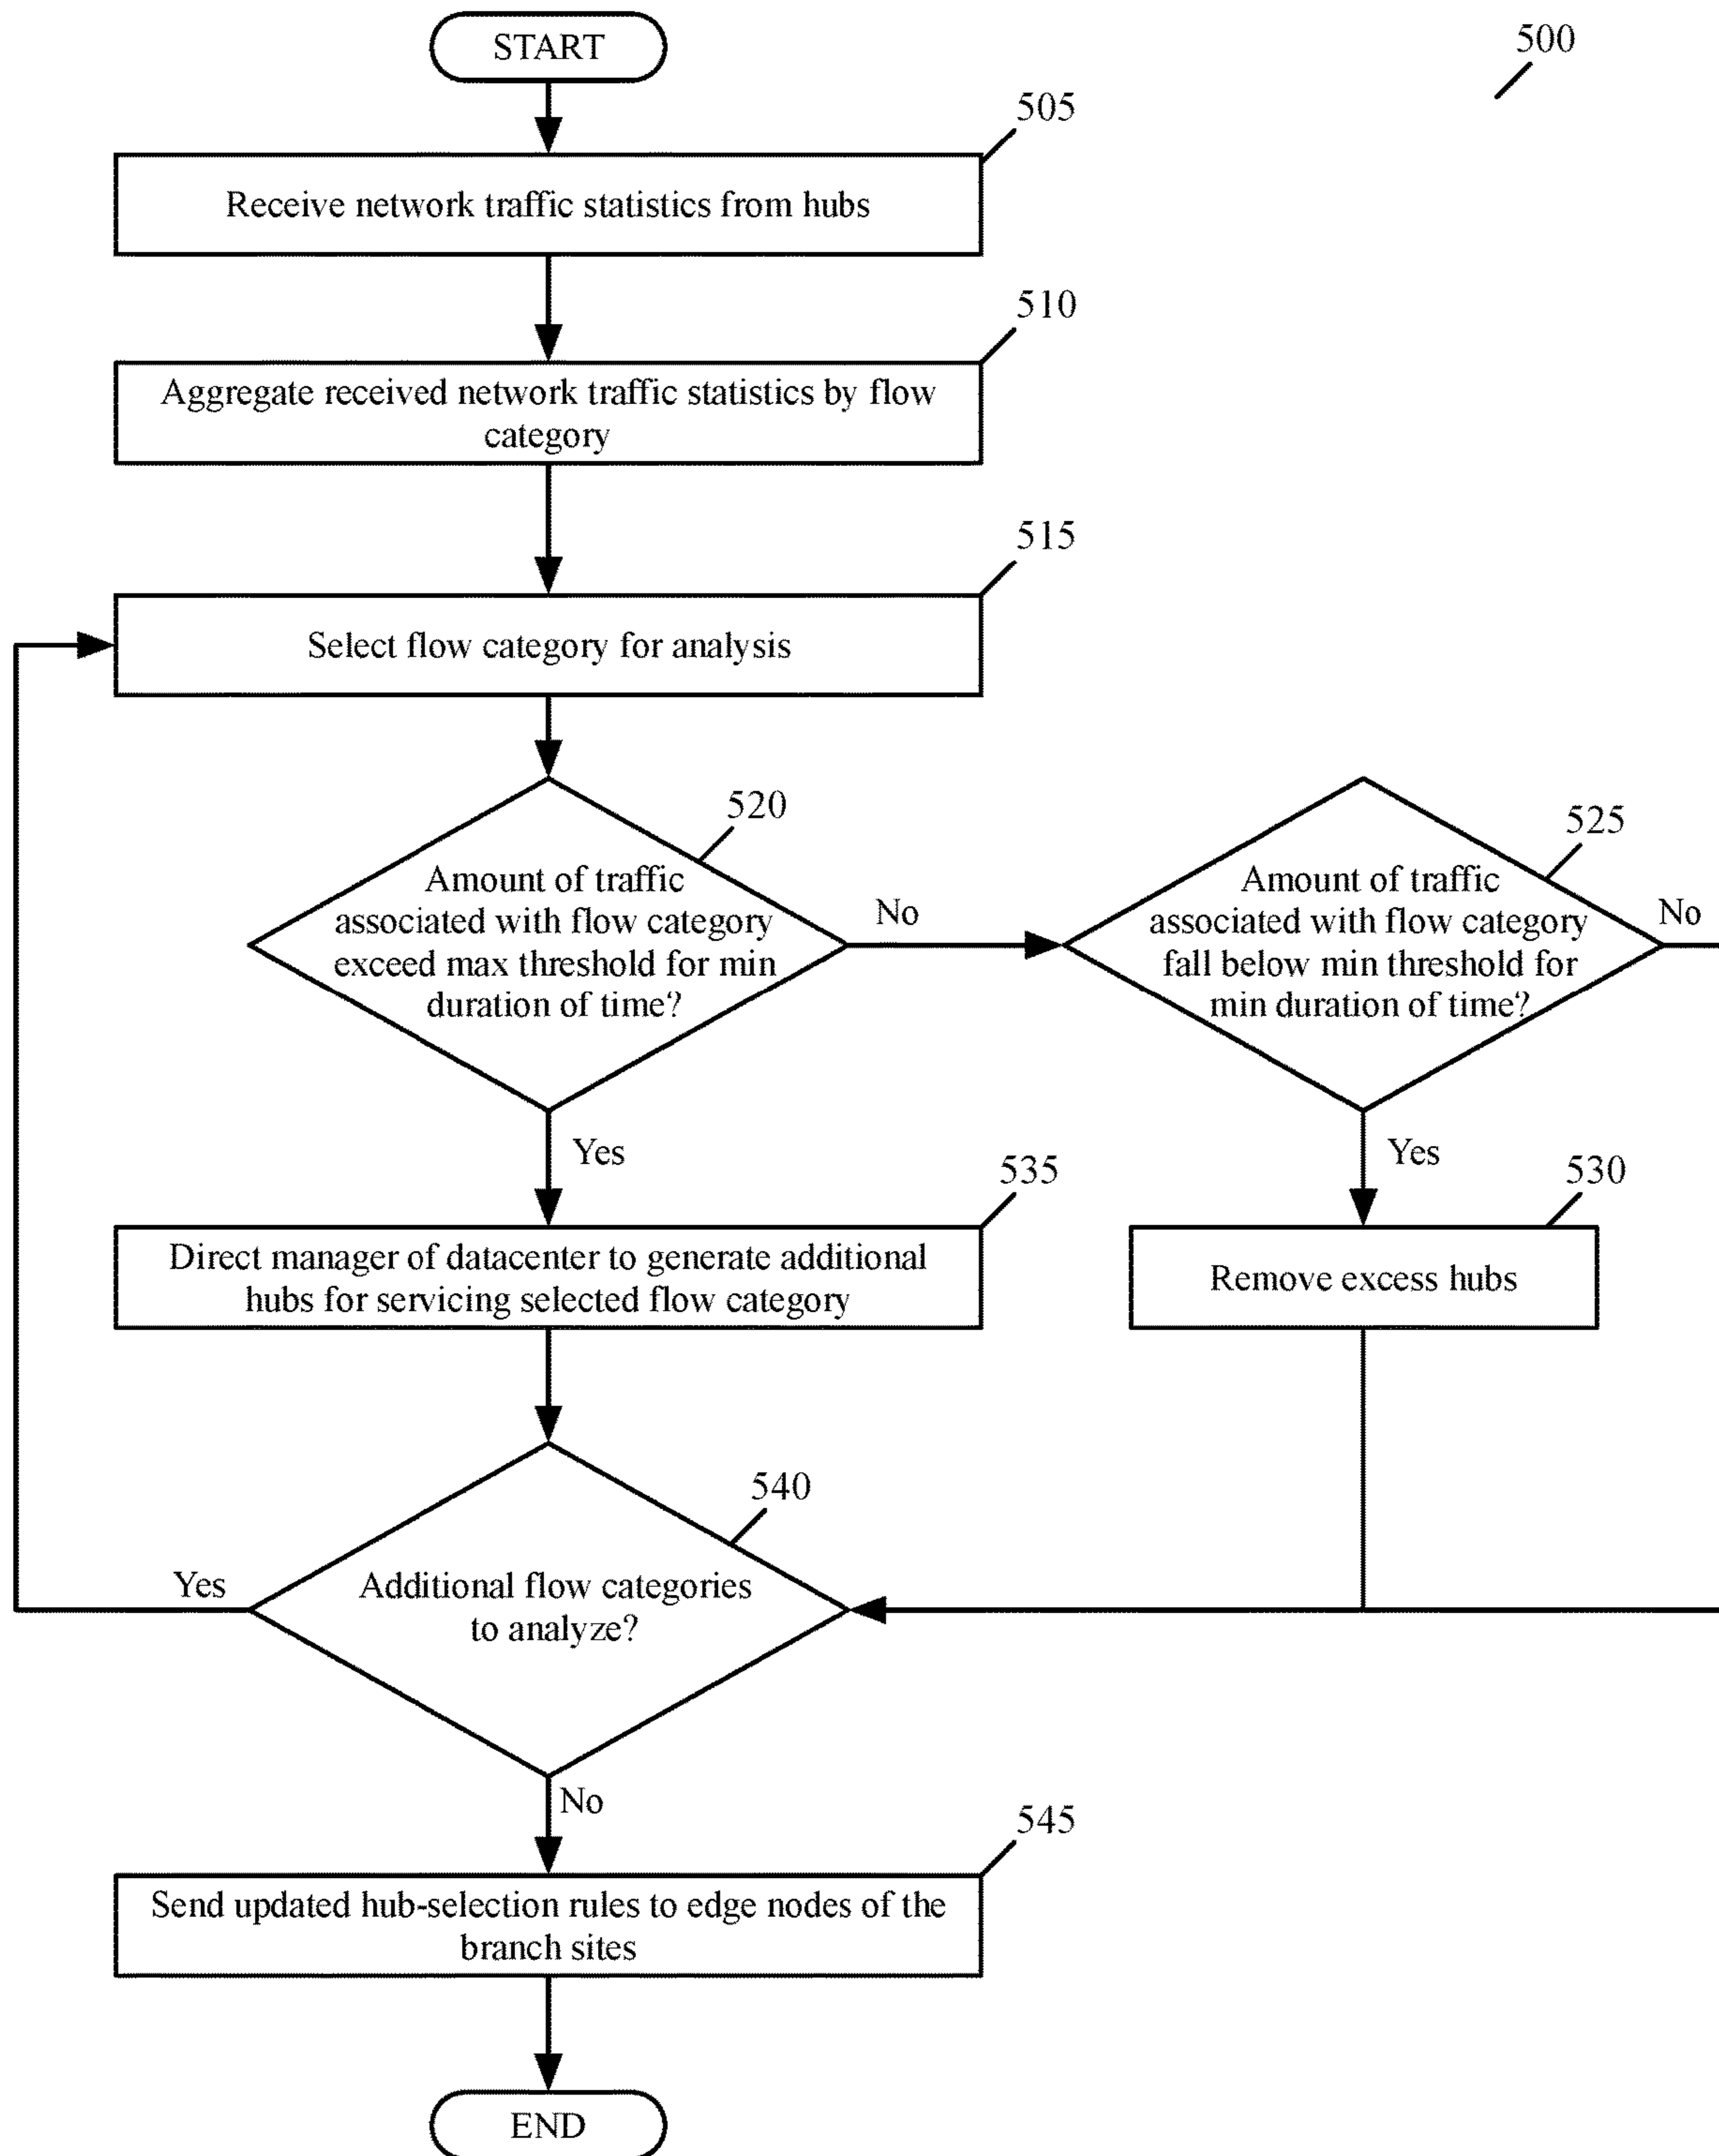 START
500
505
Receive network traffic statistics from hubs
510
Aggregate received network traffic statistics by flow
category
515
Select flow category for analysis
520
Amount of traffic
associated with flow category
exceed max threshold for min
duration of time?
No
525
Amount of traffic
associated with flow category
fall below min threshold for
min duration of time?
No
Yes
Yes
535
Direct manager of datacenter to generate additional
hubs for servicing selected flow category
530
Remove excess hubs
540
Additional flow categories
to analyze?
Yes
No
545
Send updated hub-selection rules to edge nodes of the
branch sites
END